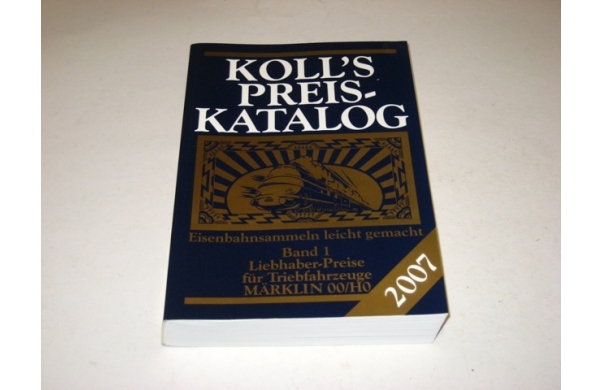 KOLL'S
PREIS-
KATALOG
Eisenbahnsammeln leicht gemacht
Band 1
Liebhaber-Preise
für Triebfahrzeuge
MÄRKLIN 00/H0
2007